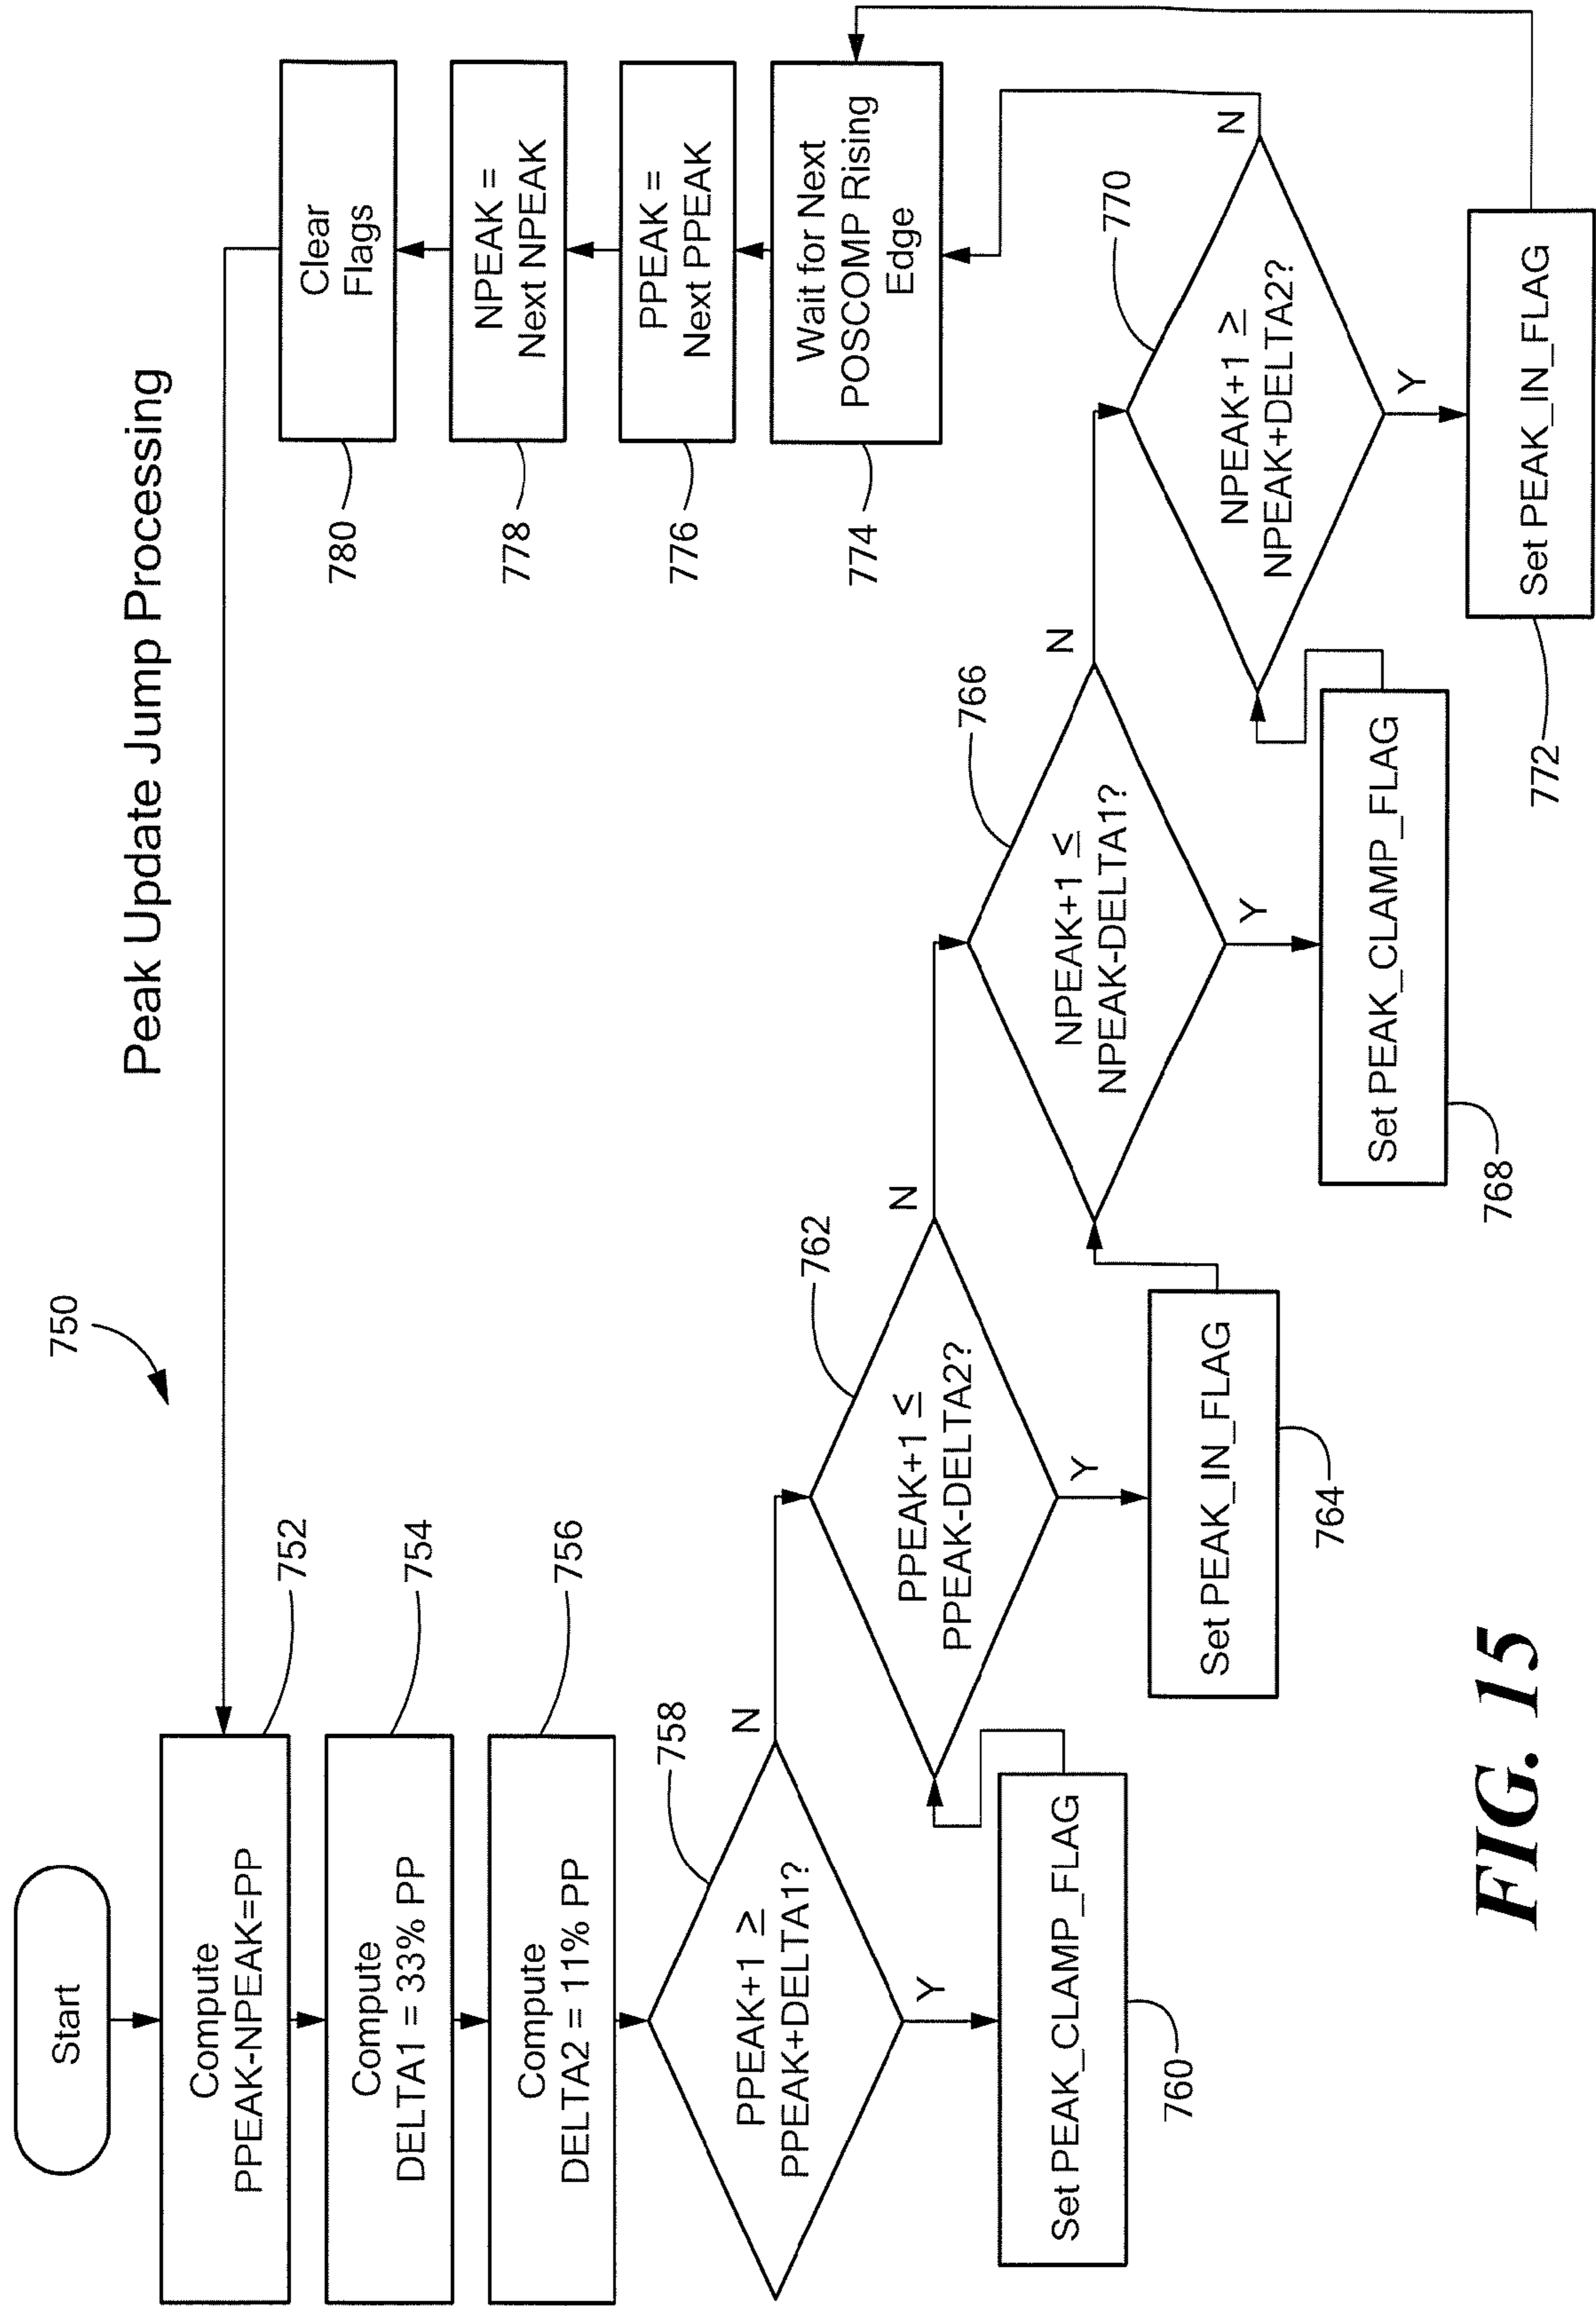 Peak Update Jump Processing
750
Start
Compute
PPEAK-NPEAK=PP
752
Compute
DELTA1 = 33% PP
754
Compute
DELTA2 = 11% PP
756
PPEAK+1 ≥
PPEAK+DELTA1?
758
N
Y
Set PEAK_CLAMP_FLAG
760
PPEAK+1 ≤
PPEAK-DELTA2?
762
N
Y
Set PEAK_IN_FLAG
764
NPEAK+1 ≤
NPEAK-DELTA1?
766
N
Y
Set PEAK_CLAMP_FLAG
768
NPEAK+1 ≥
NPEAK+DELTA2?
770
N
Y
Set PEAK_IN_FLAG
772
Wait for Next
POSCOMP Rising
Edge
774
PPEAK =
Next PPEAK
776
NPEAK =
Next NPEAK
778
Clear
Flags
780
FIG. 15